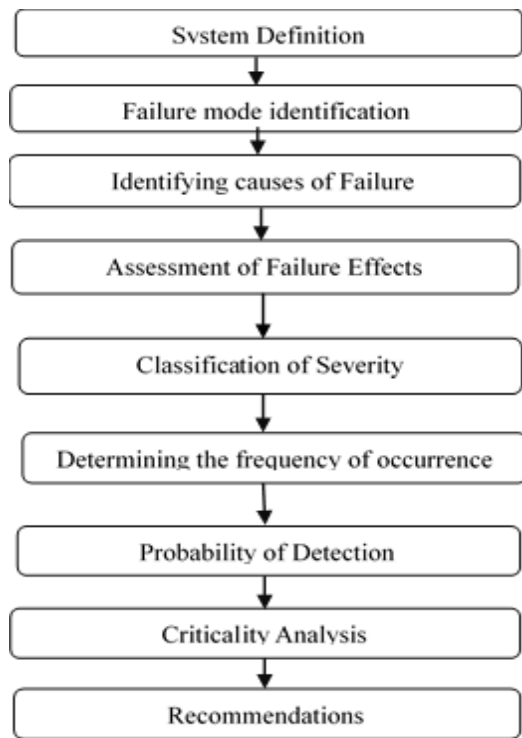 System Definition
Failure mode identification
Identifying causes of Failure
Assessment of Failure Effects
Classification of Severity
Determining the frequency of occurrence
Probability of Detection
Criticality Analysis
Recommendations